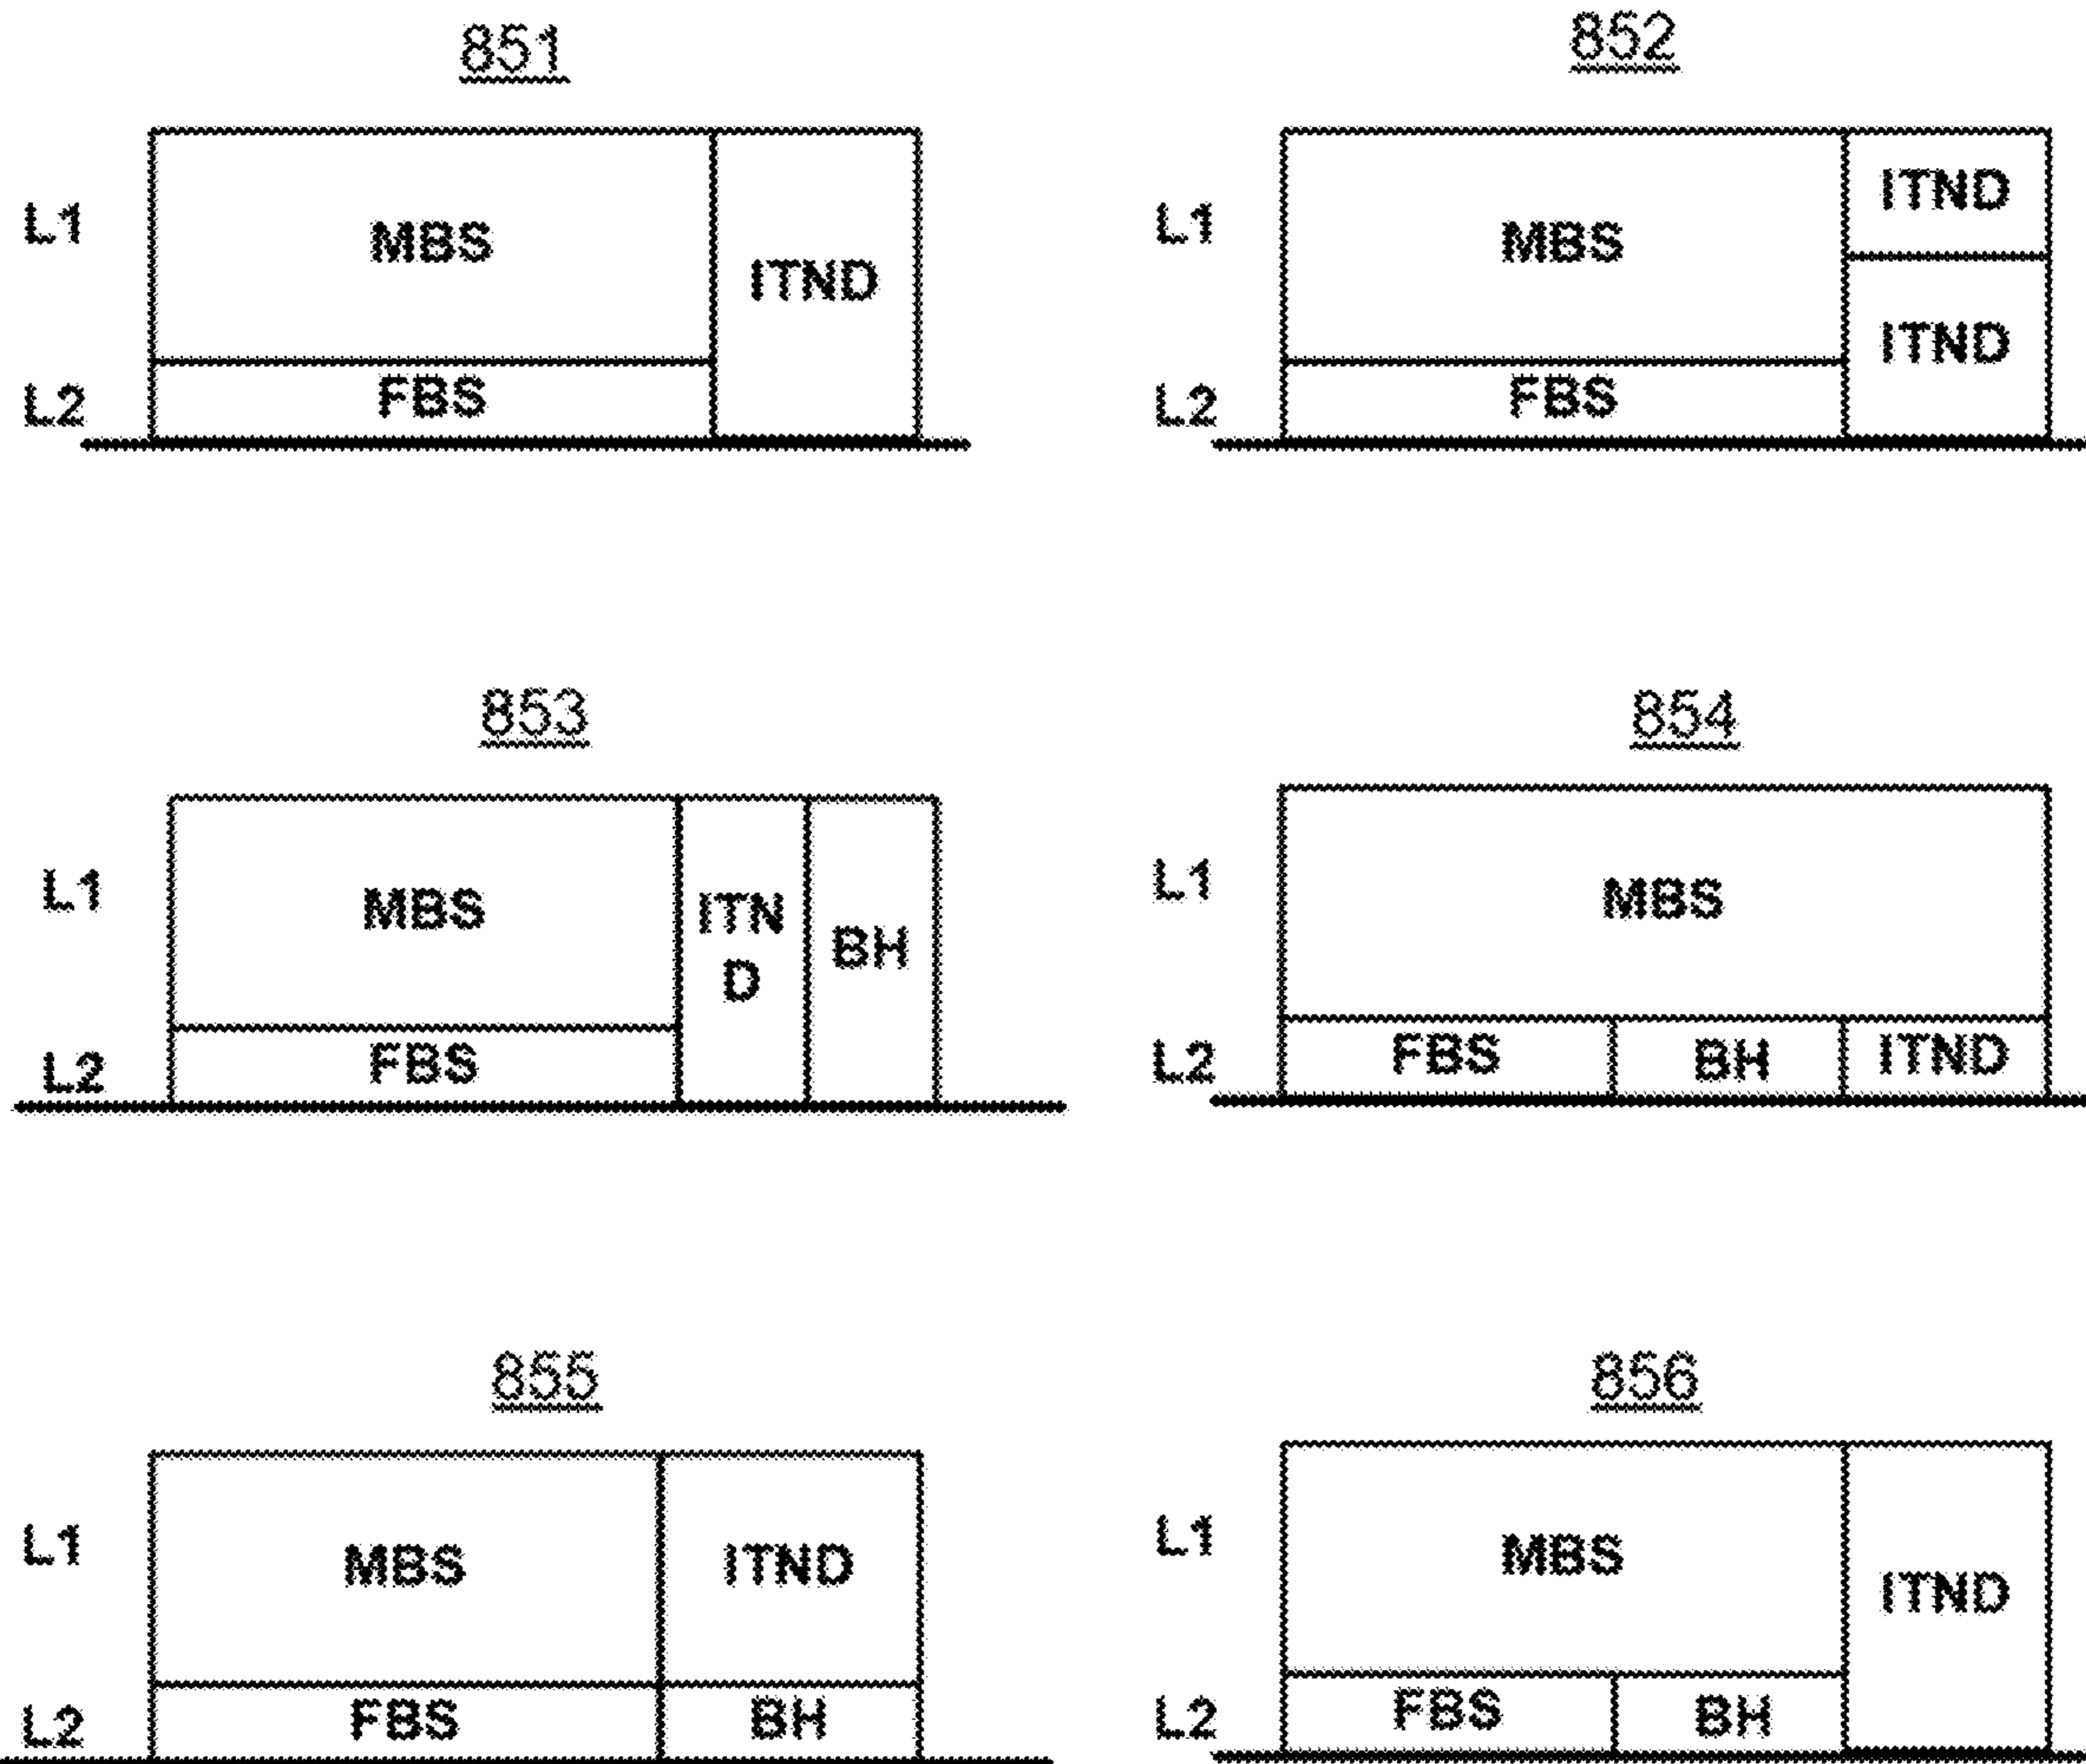 851
L1
MBS
ITND
L2
FBS
852
L1
MBS
ITND
ITND
L2
FBS
853
L1
MBS
ITN
D
BH
L2
FBS
854
L1
MBS
L2
FBS
BH
ITND
855
L1
MBS
ITND
L2
FBS
BH
856
L1
MBS
ITND
L2
FBS
BH